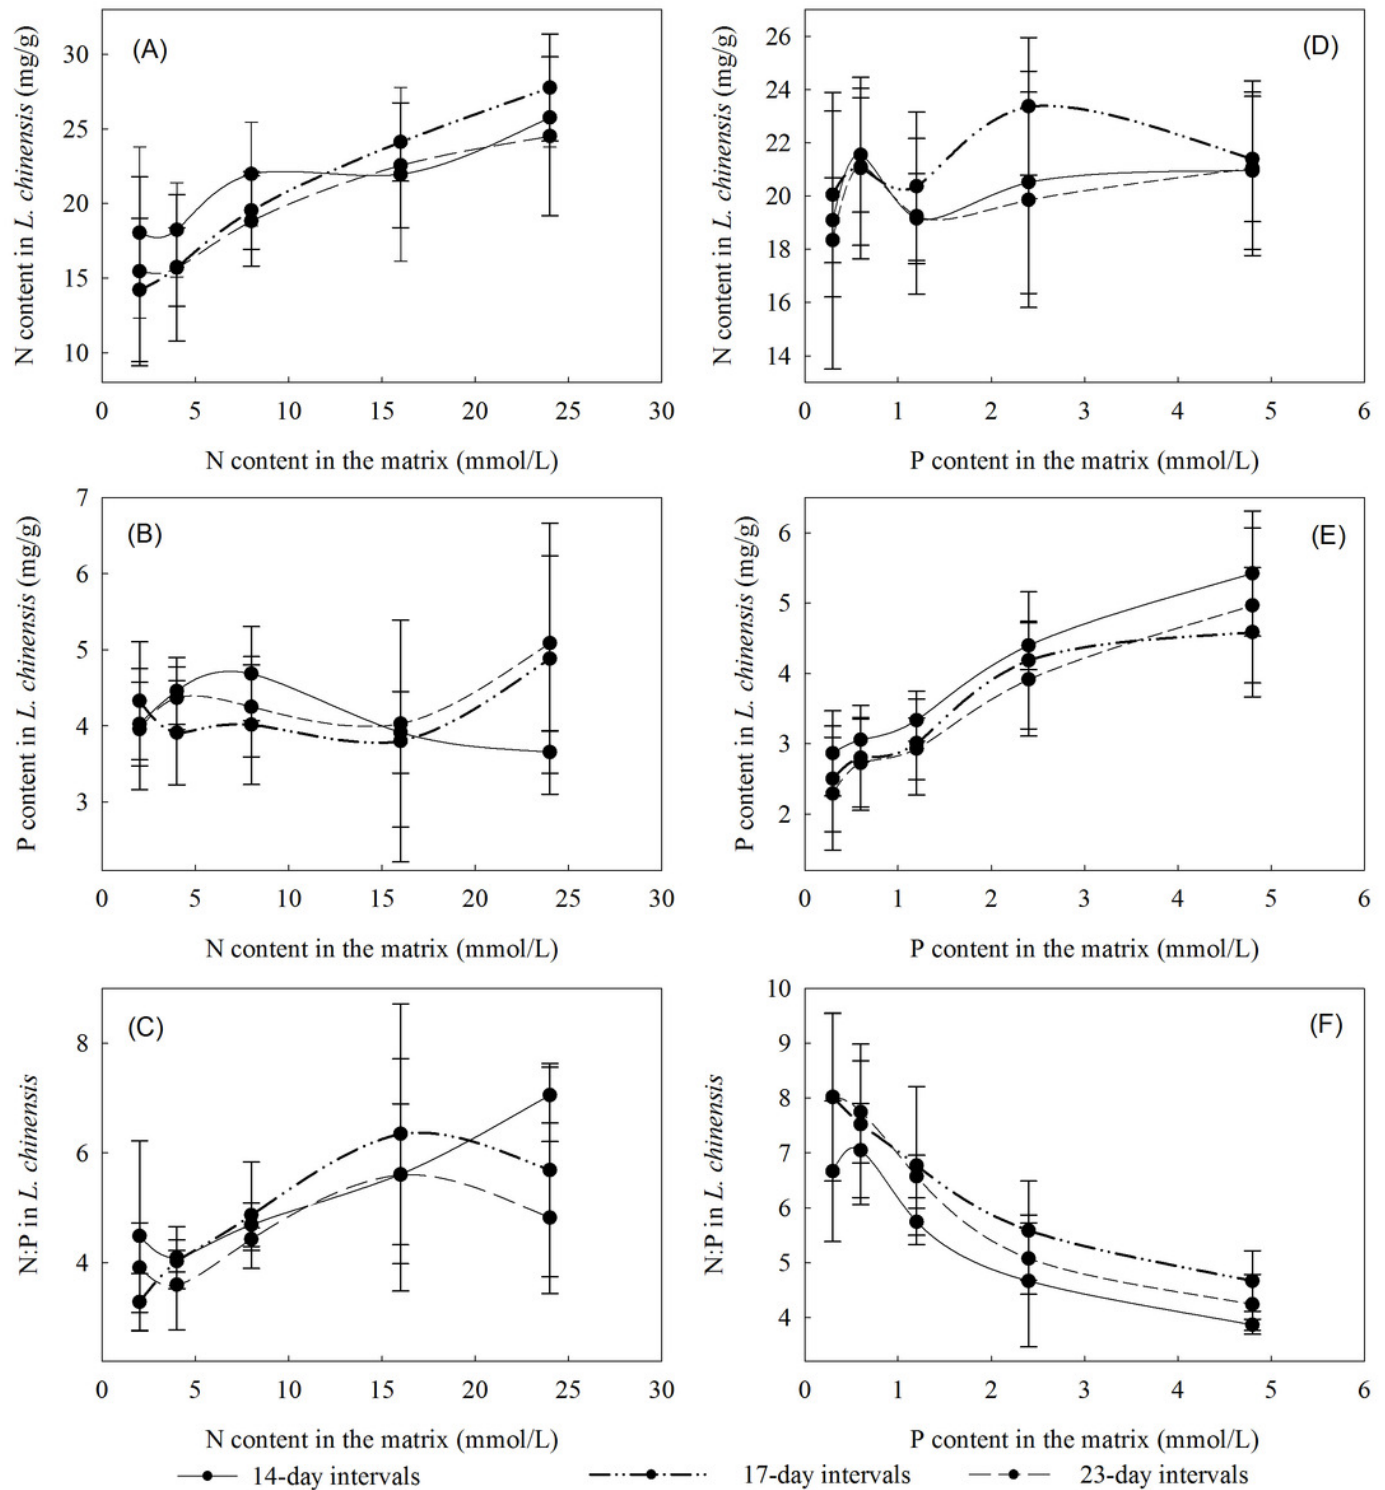 (A)
N content in L. chinensis (mg/g)
30
25
20
15
10
0 5 10 15 20 25 30
N content in the matrix (mmol/L)
(D)
N content in L. chinensis (mg/g)
26
24
22
20
18
16
14
0 1 2 3 4 5 6
P content in the matrix (mmol/L)
(B)
P content in L. chinensis (mg/g)
7
6
5
4
3
0 5 10 15 20 25 30
N content in the matrix (mmol/L)
(E)
P content in L. chinensis (mg/g)
6
5
4
3
2
0 1 2 3 4 5 6
P content in the matrix (mmol/L)
(C)
N:P in L. chinensis
8
6
4
0 5 10 15 20 25 30
N content in the matrix (mmol/L)
(F)
N:P in L. chinensis
10
9
8
7
6
5
4
0 1 2 3 4 5 6
P content in the matrix (mmol/L)
14-day intervals 17-day intervals 23-day intervals